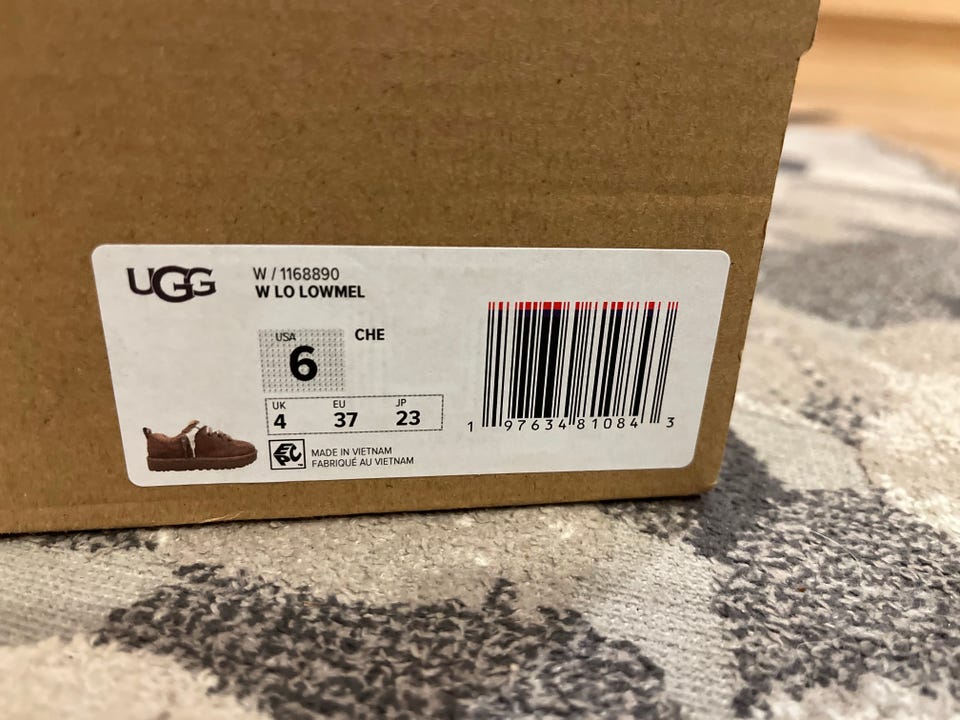 UGG
W / 1168890
W LO LOWMEL
USA
6
CHE
UK EU JP
4 37 23
EPC
MADE IN VIETNAM
FABRIQUÉ AU VIETNAM
1 97634 81084 3